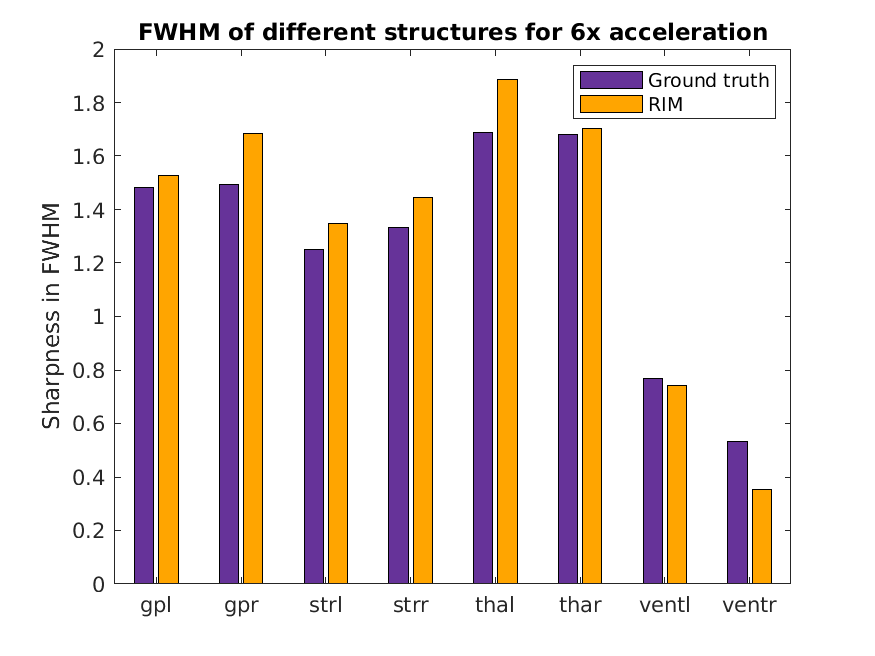 FWHM of different structures for 6x acceleration
Ground truth
RIM
Sharpness in FWHM
2
1.8
1.6
1.4
1.2
1
0.8
0.6
0.4
0.2
0
gpl gpr strl strr thal thar ventl ventr